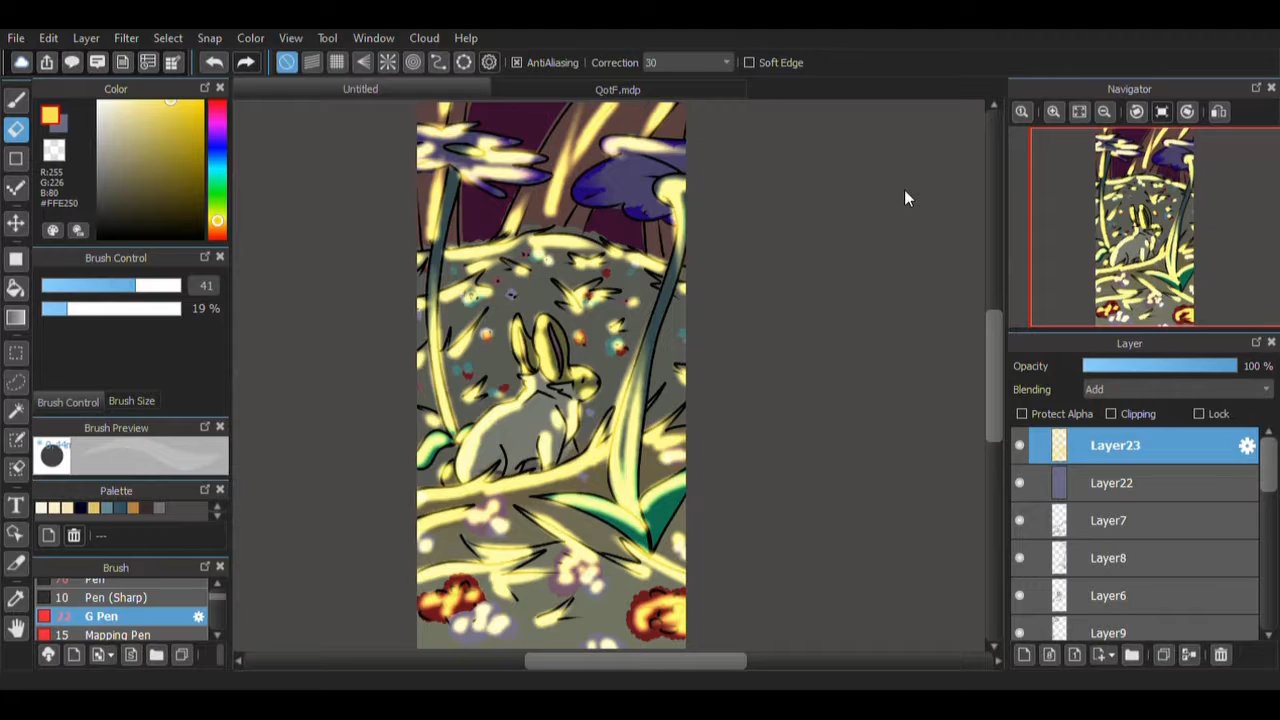 File Edit Layer Filter Select Snap Color View Tool Window Cloud Help
AntiAliasing Correction 30 Soft Edge
Color
Untitled
QotF.mdp
Navigator
R:255
G:226
B:80
#FFE250
Brush Control
41
19 %
Brush Control
Brush Size
Brush Preview
Palette
---
Brush
Pen
10 Pen (Sharp)
G Pen
15 Mapping Pen
Layer
Opacity 100 %
Blending Add
Protect Alpha Clipping Lock
Layer23
Layer22
Layer7
Layer8
Layer6
Layer9